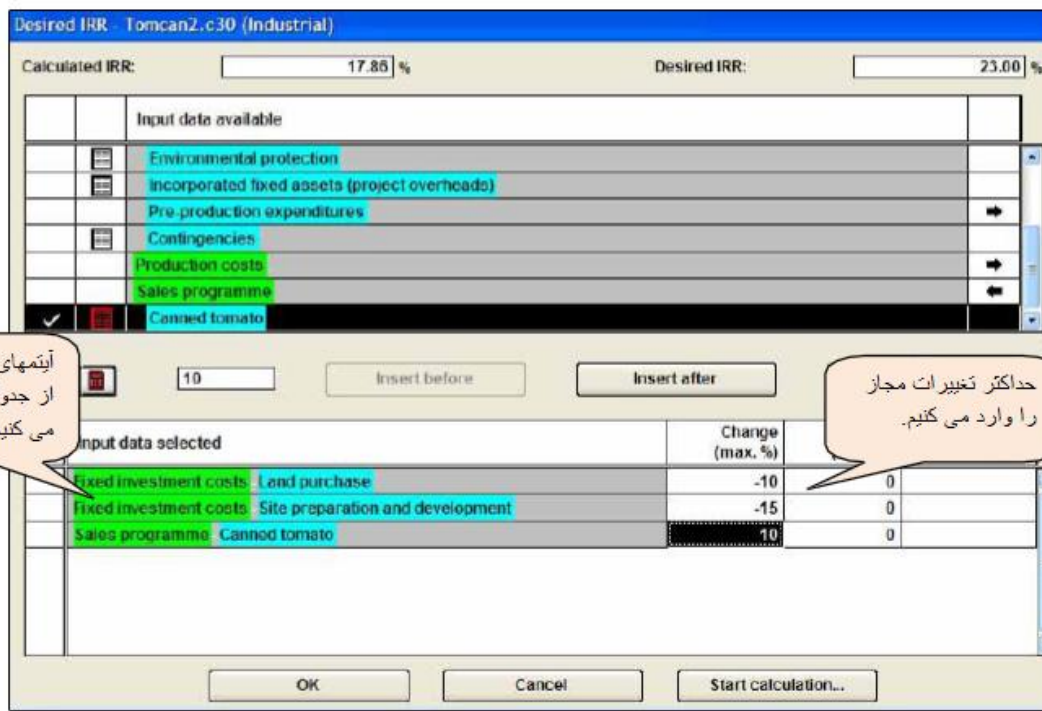 Desired IRR - Tomcan2.c30 (Industrial)
Calculated IRR: 17.86 % Desired IRR: 23.00 %
Input data available
Environmental protection
Incorporated fixed assets (project overheads)
Pre-production expenditures
Contingencies
Production costs
Sales programme
Canned tomato
آیتمهای
از
می
10 Insert before Insert after
حداکثر تغییرات مجاز
را وارد می کنیم.
Input data selected Change
(max. %)
Fixed investment costs Land purchase -10 0
Fixed investment costs Site preparation and development -15 0
Sales programme Canned tomato 10 0
OK Cancel Start calculation...